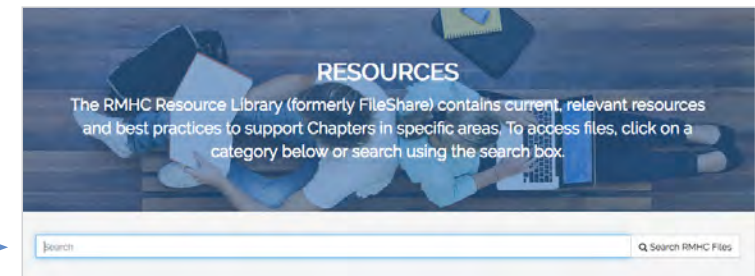 RESOURCES
The RMHC Resource Library (formerly FileShare) contains current, relevant resources
and best practices to support Chapters in specific areas. To access files, click on a
category below or search using the search box.
Search
Search RMHC Files